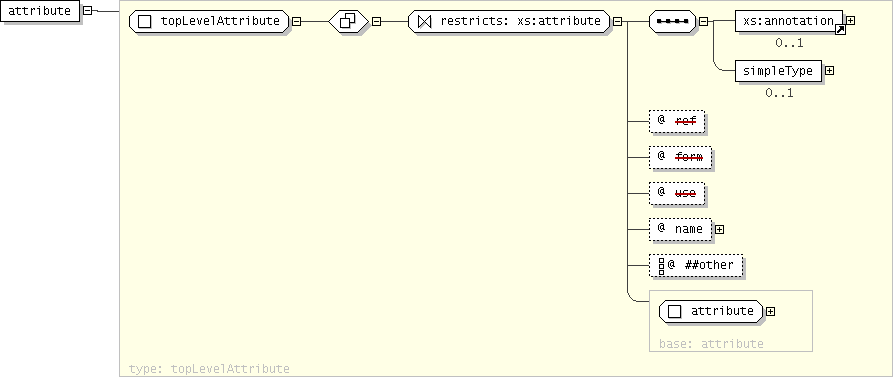 attribute
topLevelAttribute
restricts: xs:attribute
xs:annotation
0..1
simpleType
0..1
@ ref
@ form
@ use
@ name
@ ##other
attribute
base: attribute
type: topLevelAttribute